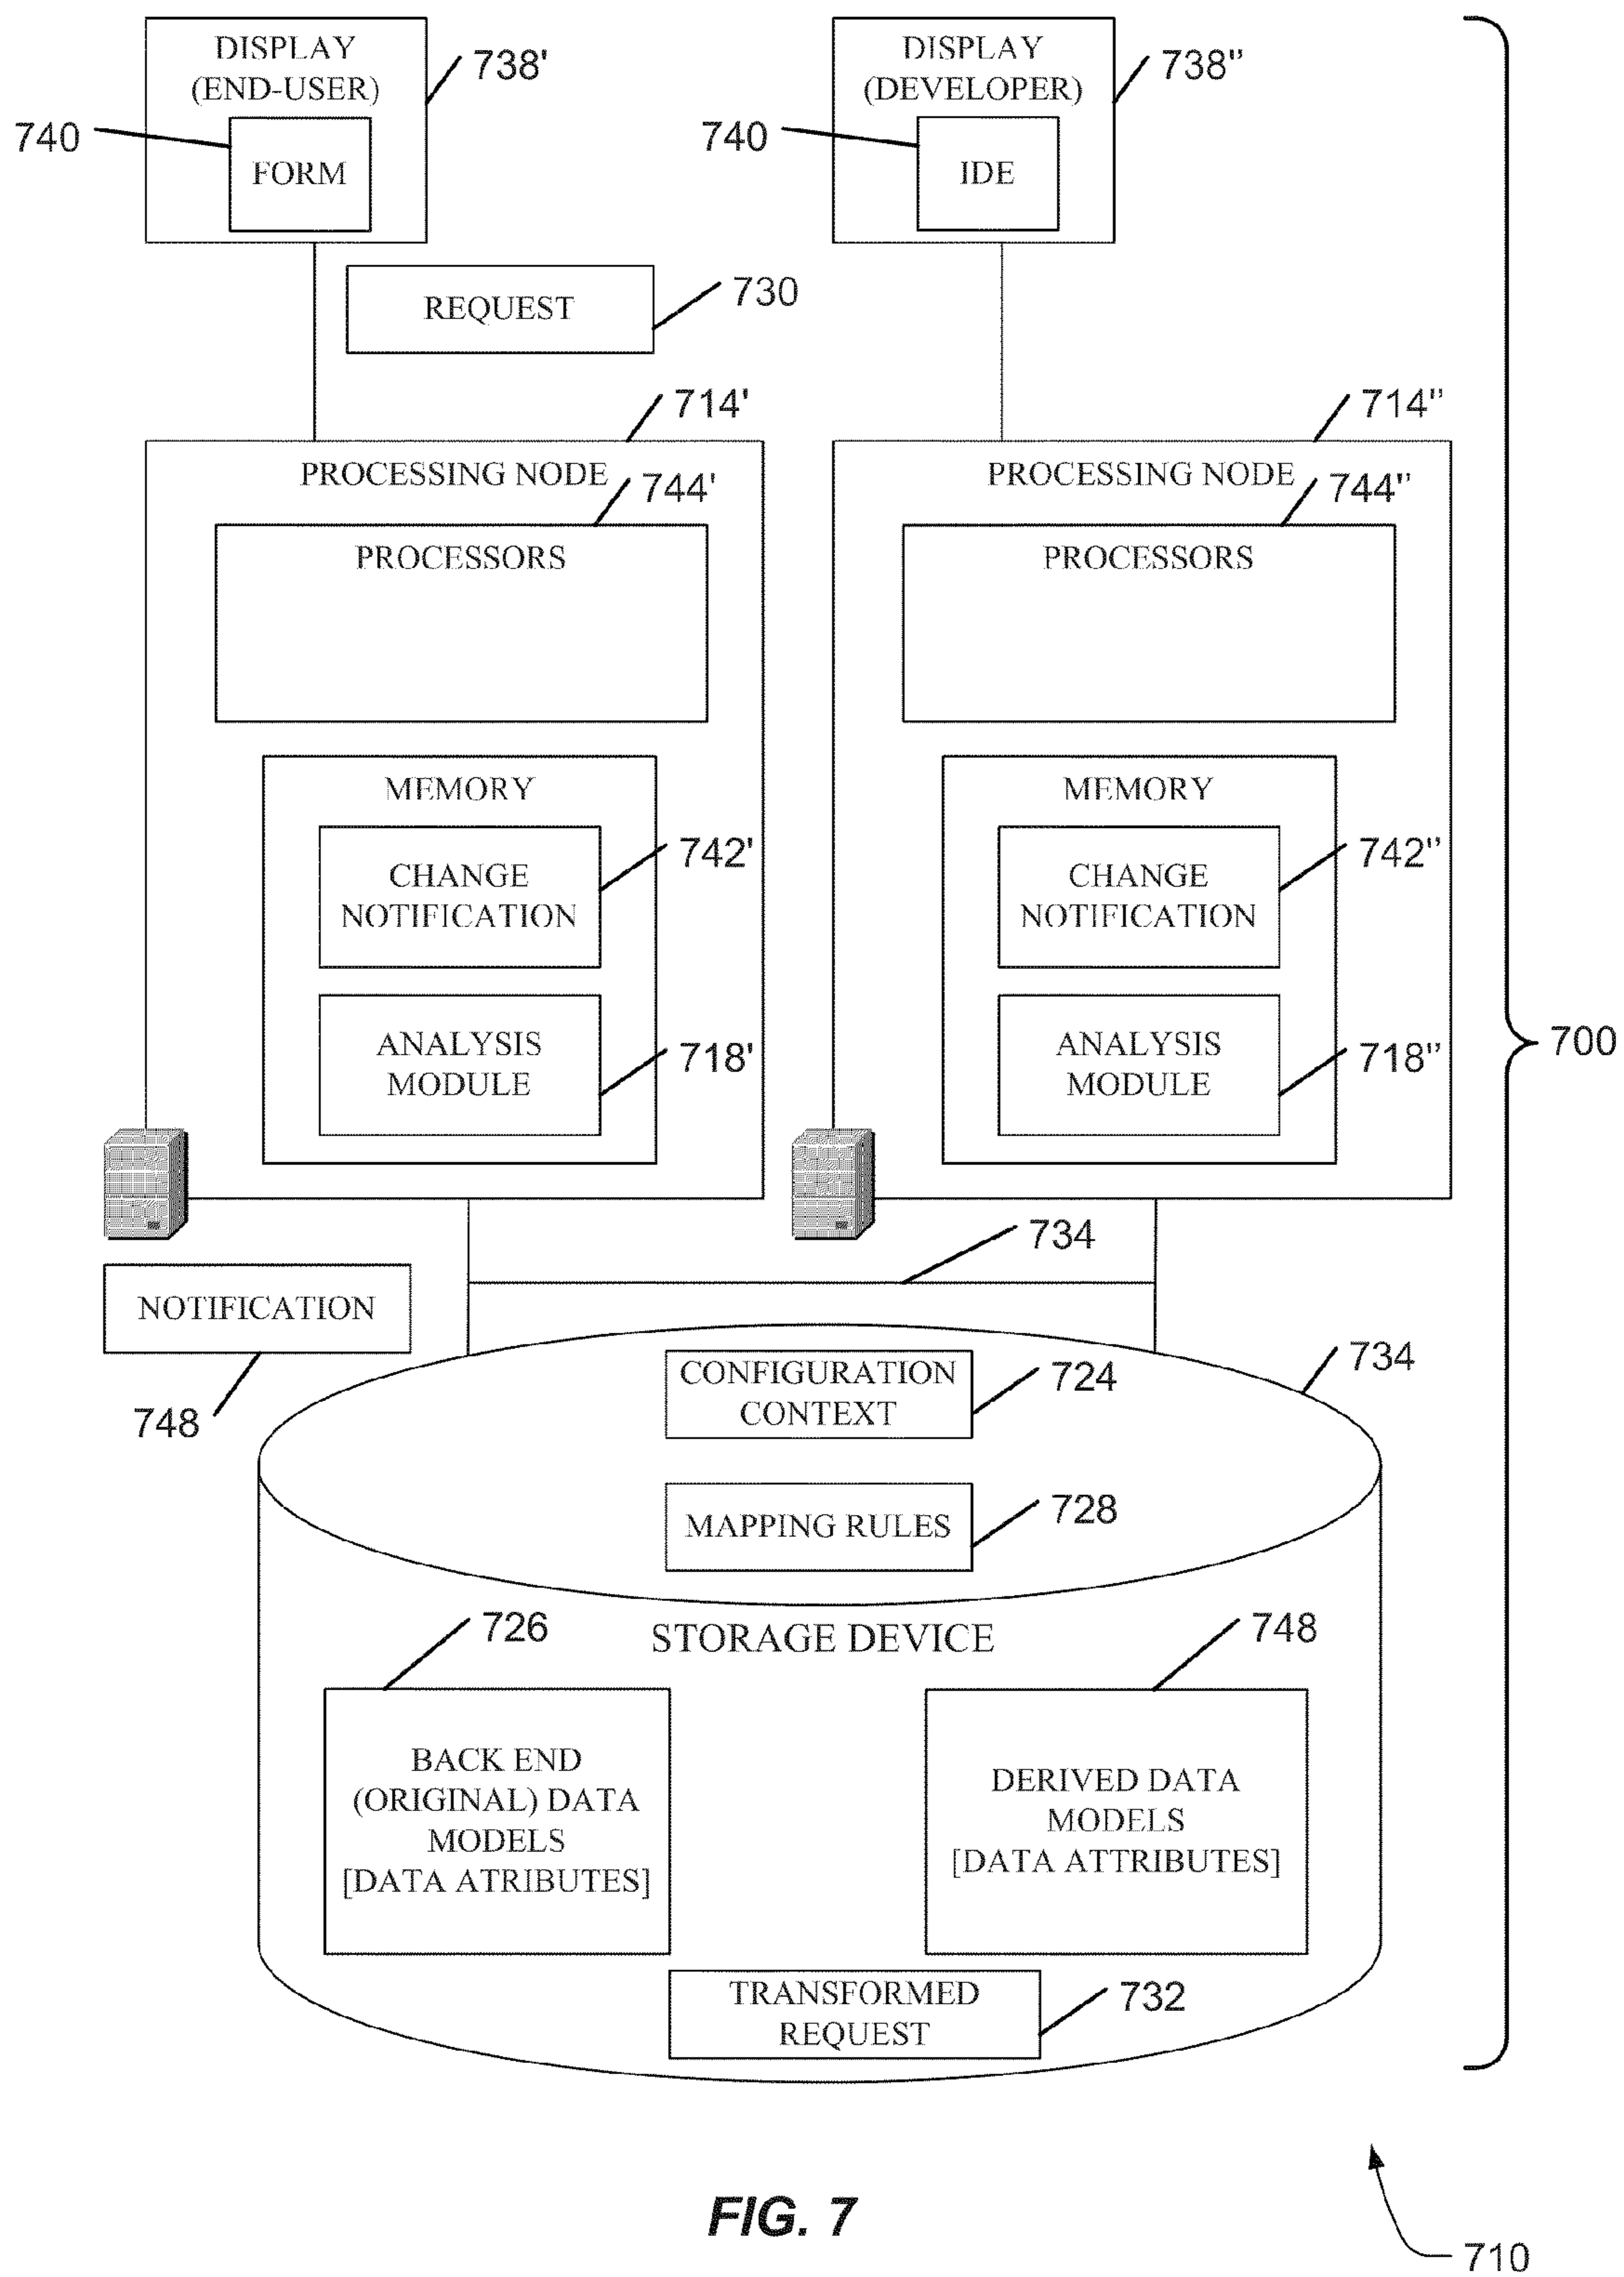 DISPLAY
(END-USER)
738'
740
FORM
DISPLAY
(DEVELOPER)
738"
740
IDE
REQUEST
730
714'
PROCESSING NODE
744'
PROCESSORS
MEMORY
CHANGE
NOTIFICATION
742'
ANALYSIS
MODULE
718'
714"
PROCESSING NODE
744"
PROCESSORS
MEMORY
CHANGE
NOTIFICATION
742"
ANALYSIS
MODULE
718"
700
NOTIFICATION
748
734
734
CONFIGURATION
CONTEXT
724
MAPPING RULES
728
STORAGE DEVICE
726
BACK END
(ORIGINAL) DATA
MODELS
[DATA ATRIBUTES]
748
DERIVED DATA
MODELS
[DATA ATTRIBUTES]
TRANSFORMED
REQUEST
732
FIG. 7
710